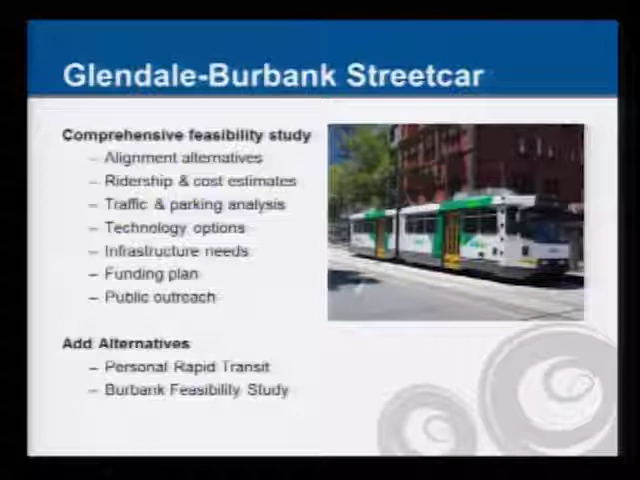 Glendale-Burbank Streetcar
Comprehensive feasibility study
– Alignment alternatives
– Ridership & cost estimates
– Traffic & parking analysis
– Technology options
– Infrastructure needs
– Funding plan
– Public outreach
Add Alternatives
– Personal Rapid Transit
– Burbank Feasibility Study